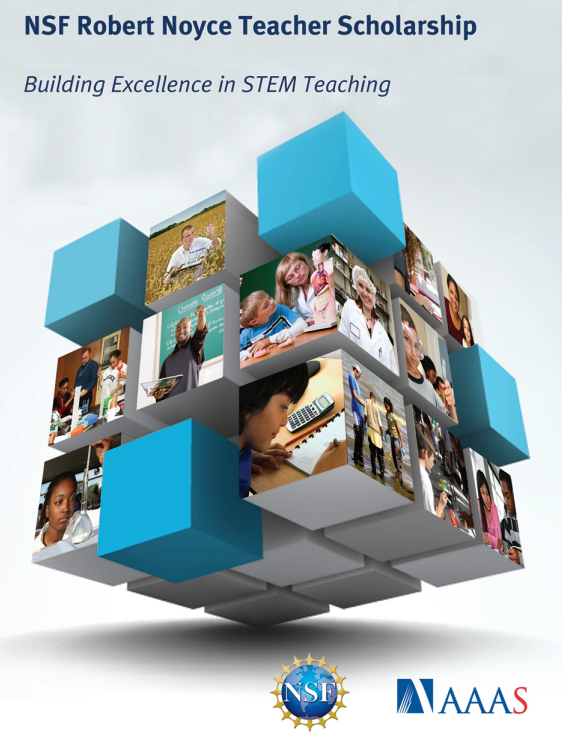 NSF Robert Noyce Teacher Scholarship
Building Excellence in STEM Teaching
NSF
AAAS